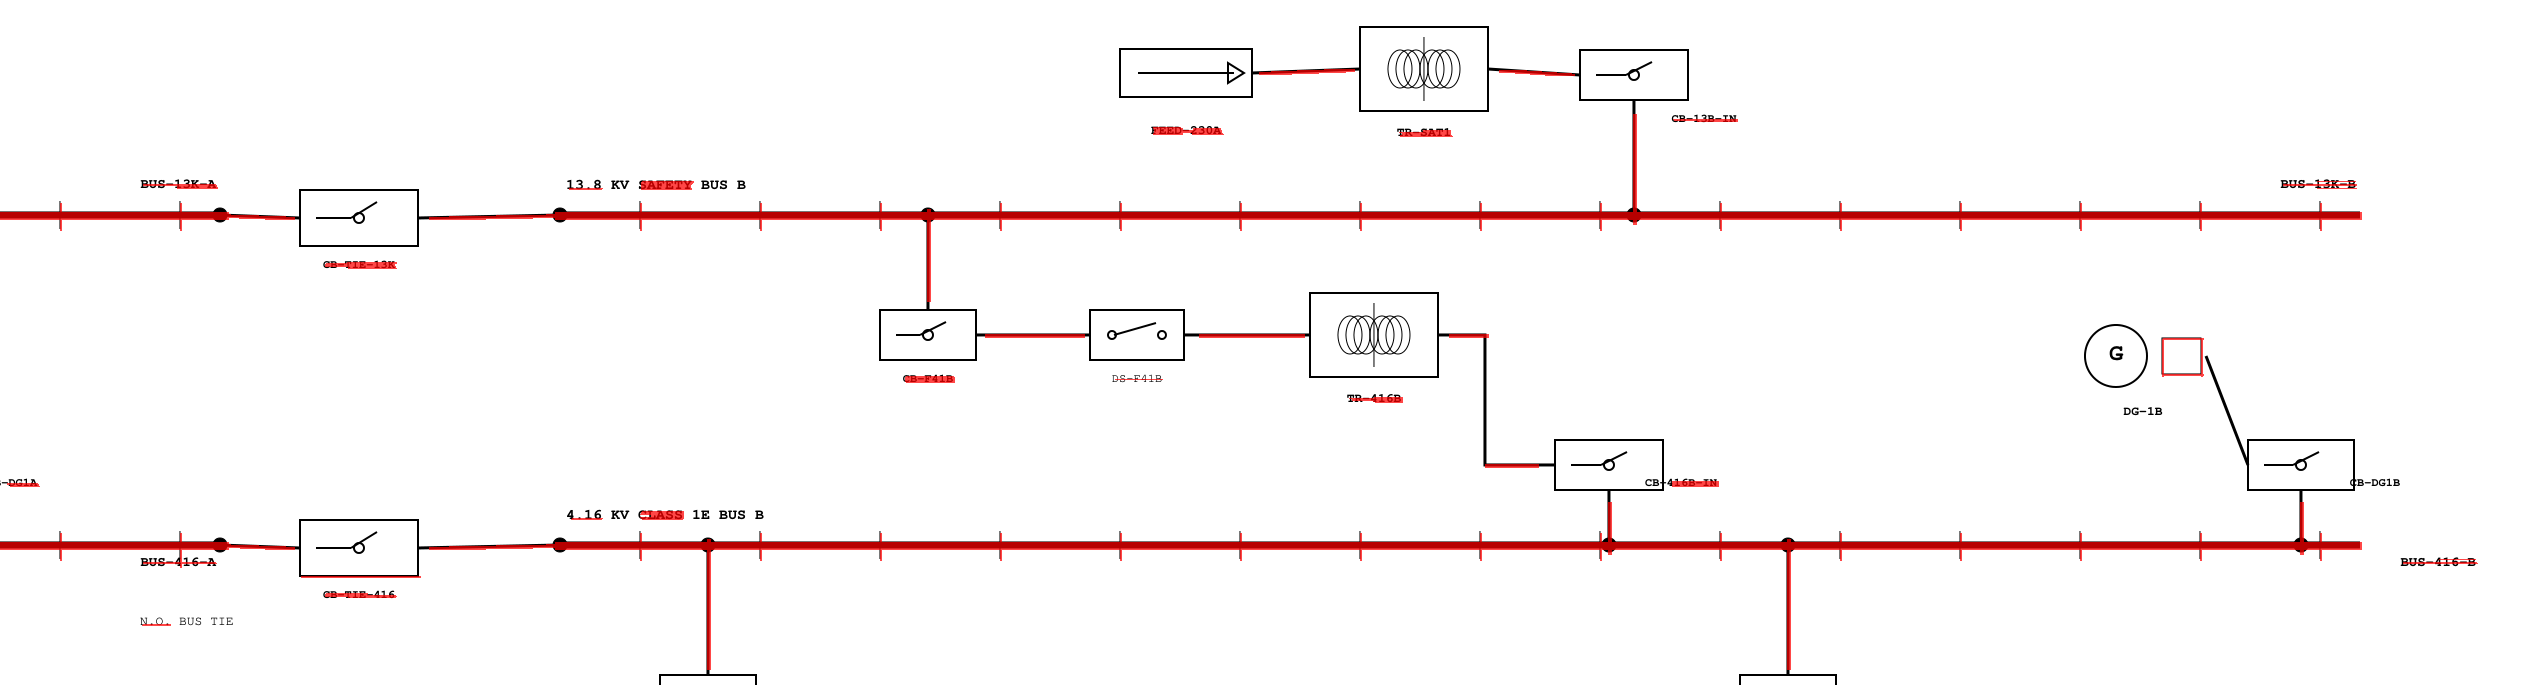 FEED-230A
TR-SAT1
CB-13B-IN
BUS-13K-A
13.8 KV SAFETY BUS B
BUS-13K-B
CB-TIE-13K
CB-F41B
DS-F41B
TR-416B
G
DG-1B
-DG1A
CB-416B-IN
CB-DG1B
4.16 KV CLASS 1E BUS B
BUS-416-A
BUS-416-B
CB-TIE-416
N.O. BUS TIE